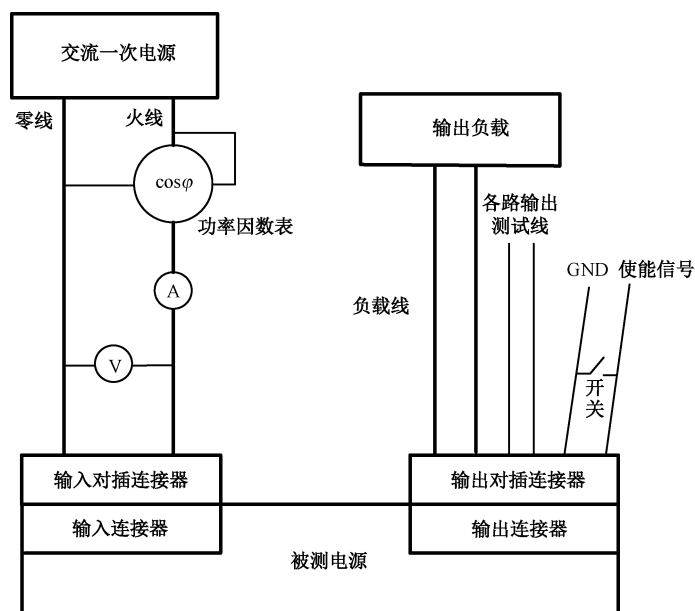 交流一次电源
零线
火线
cosφ
功率因数表
A
V
输入对插连接器
输入连接器
输出负载
各路输出
测试线
GND 使能信号
负载线
开
关
输出对插连接器
输出连接器
被测电源